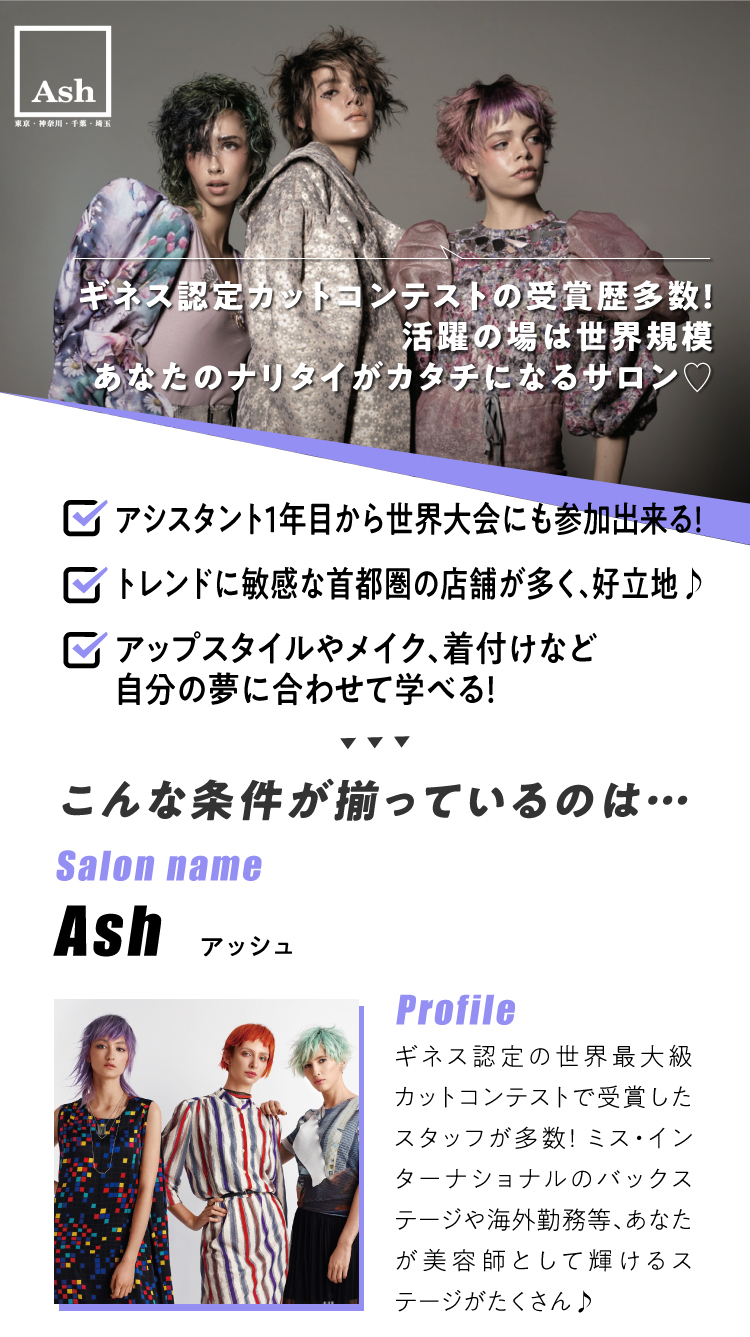 Ash
東京・神奈川・千葉・埼玉
ギネス認定カットコンテストの受賞歴多数!
活躍の場は世界規模
あなたのナリタイがカタチになるサロン♡
アシスタント1年目から世界大会にも参加出来る!
トレンドに敏感な首都圏の店舗が多く、好立地♪
アップスタイルやメイク、着付けなど
自分の夢に合わせて学べる!
こんな条件が揃っているのは…
Salon name
Ash アッシュ
Profile
ギネス認定の世界最大級
カットコンテストで受賞した
スタッフが多数! ミス・イン
ターナショナルのバックス
テージや海外勤務等、あなた
が美容師として輝けるス
テージがたくさん♪